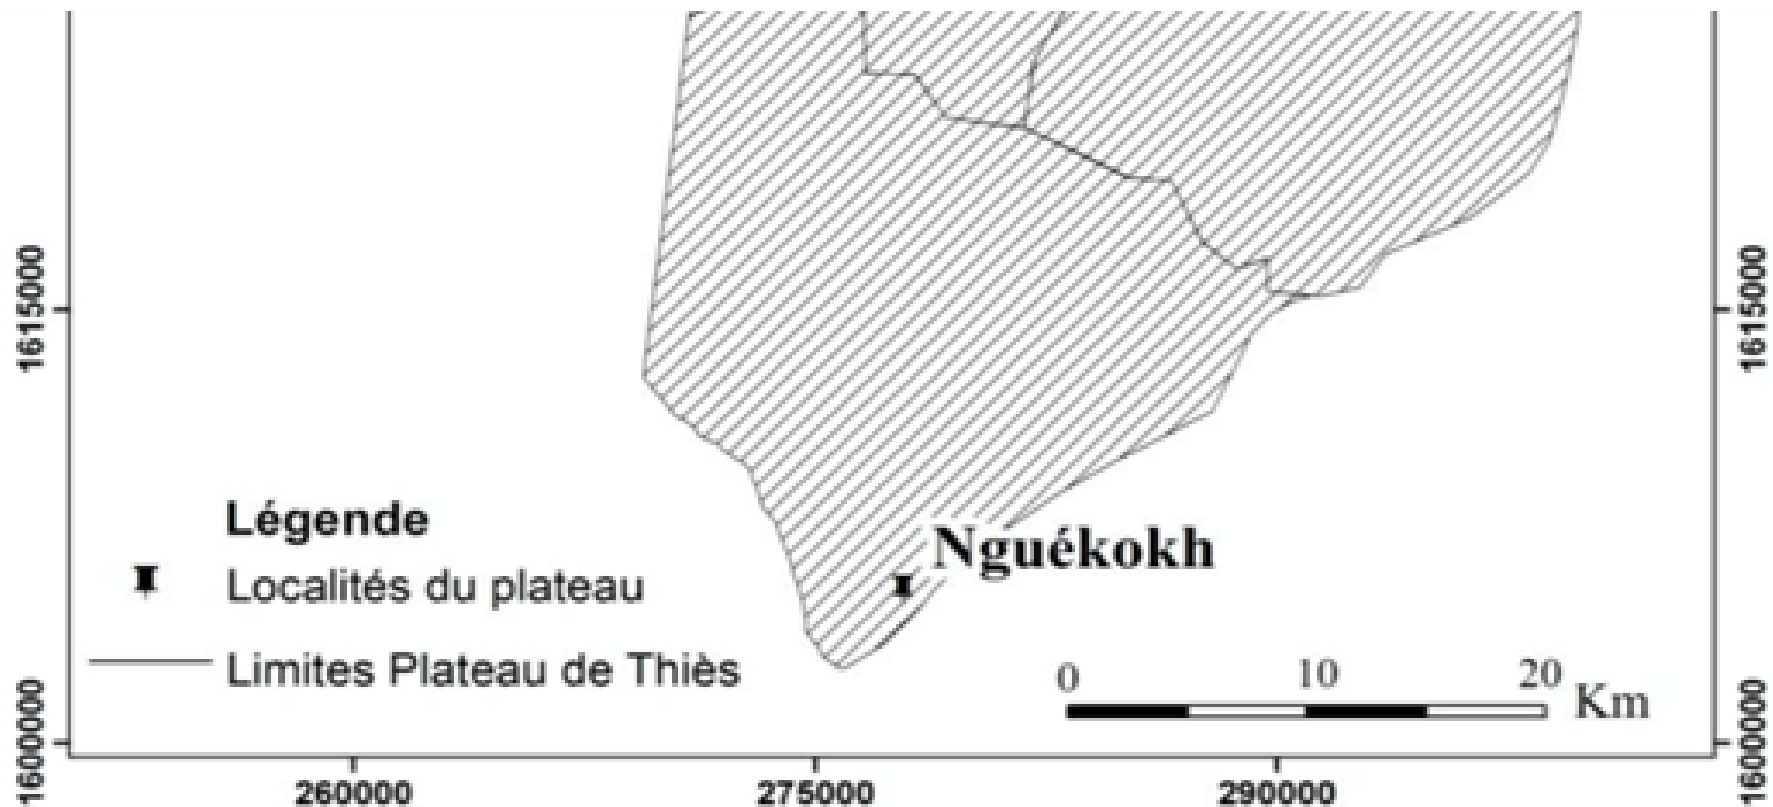 1615000
1615000
Légende
Nguékokh
Localités du plateau
Limites Plateau de Thiès
0 10 20 Km
1600000
1600000
260000 275000 290000